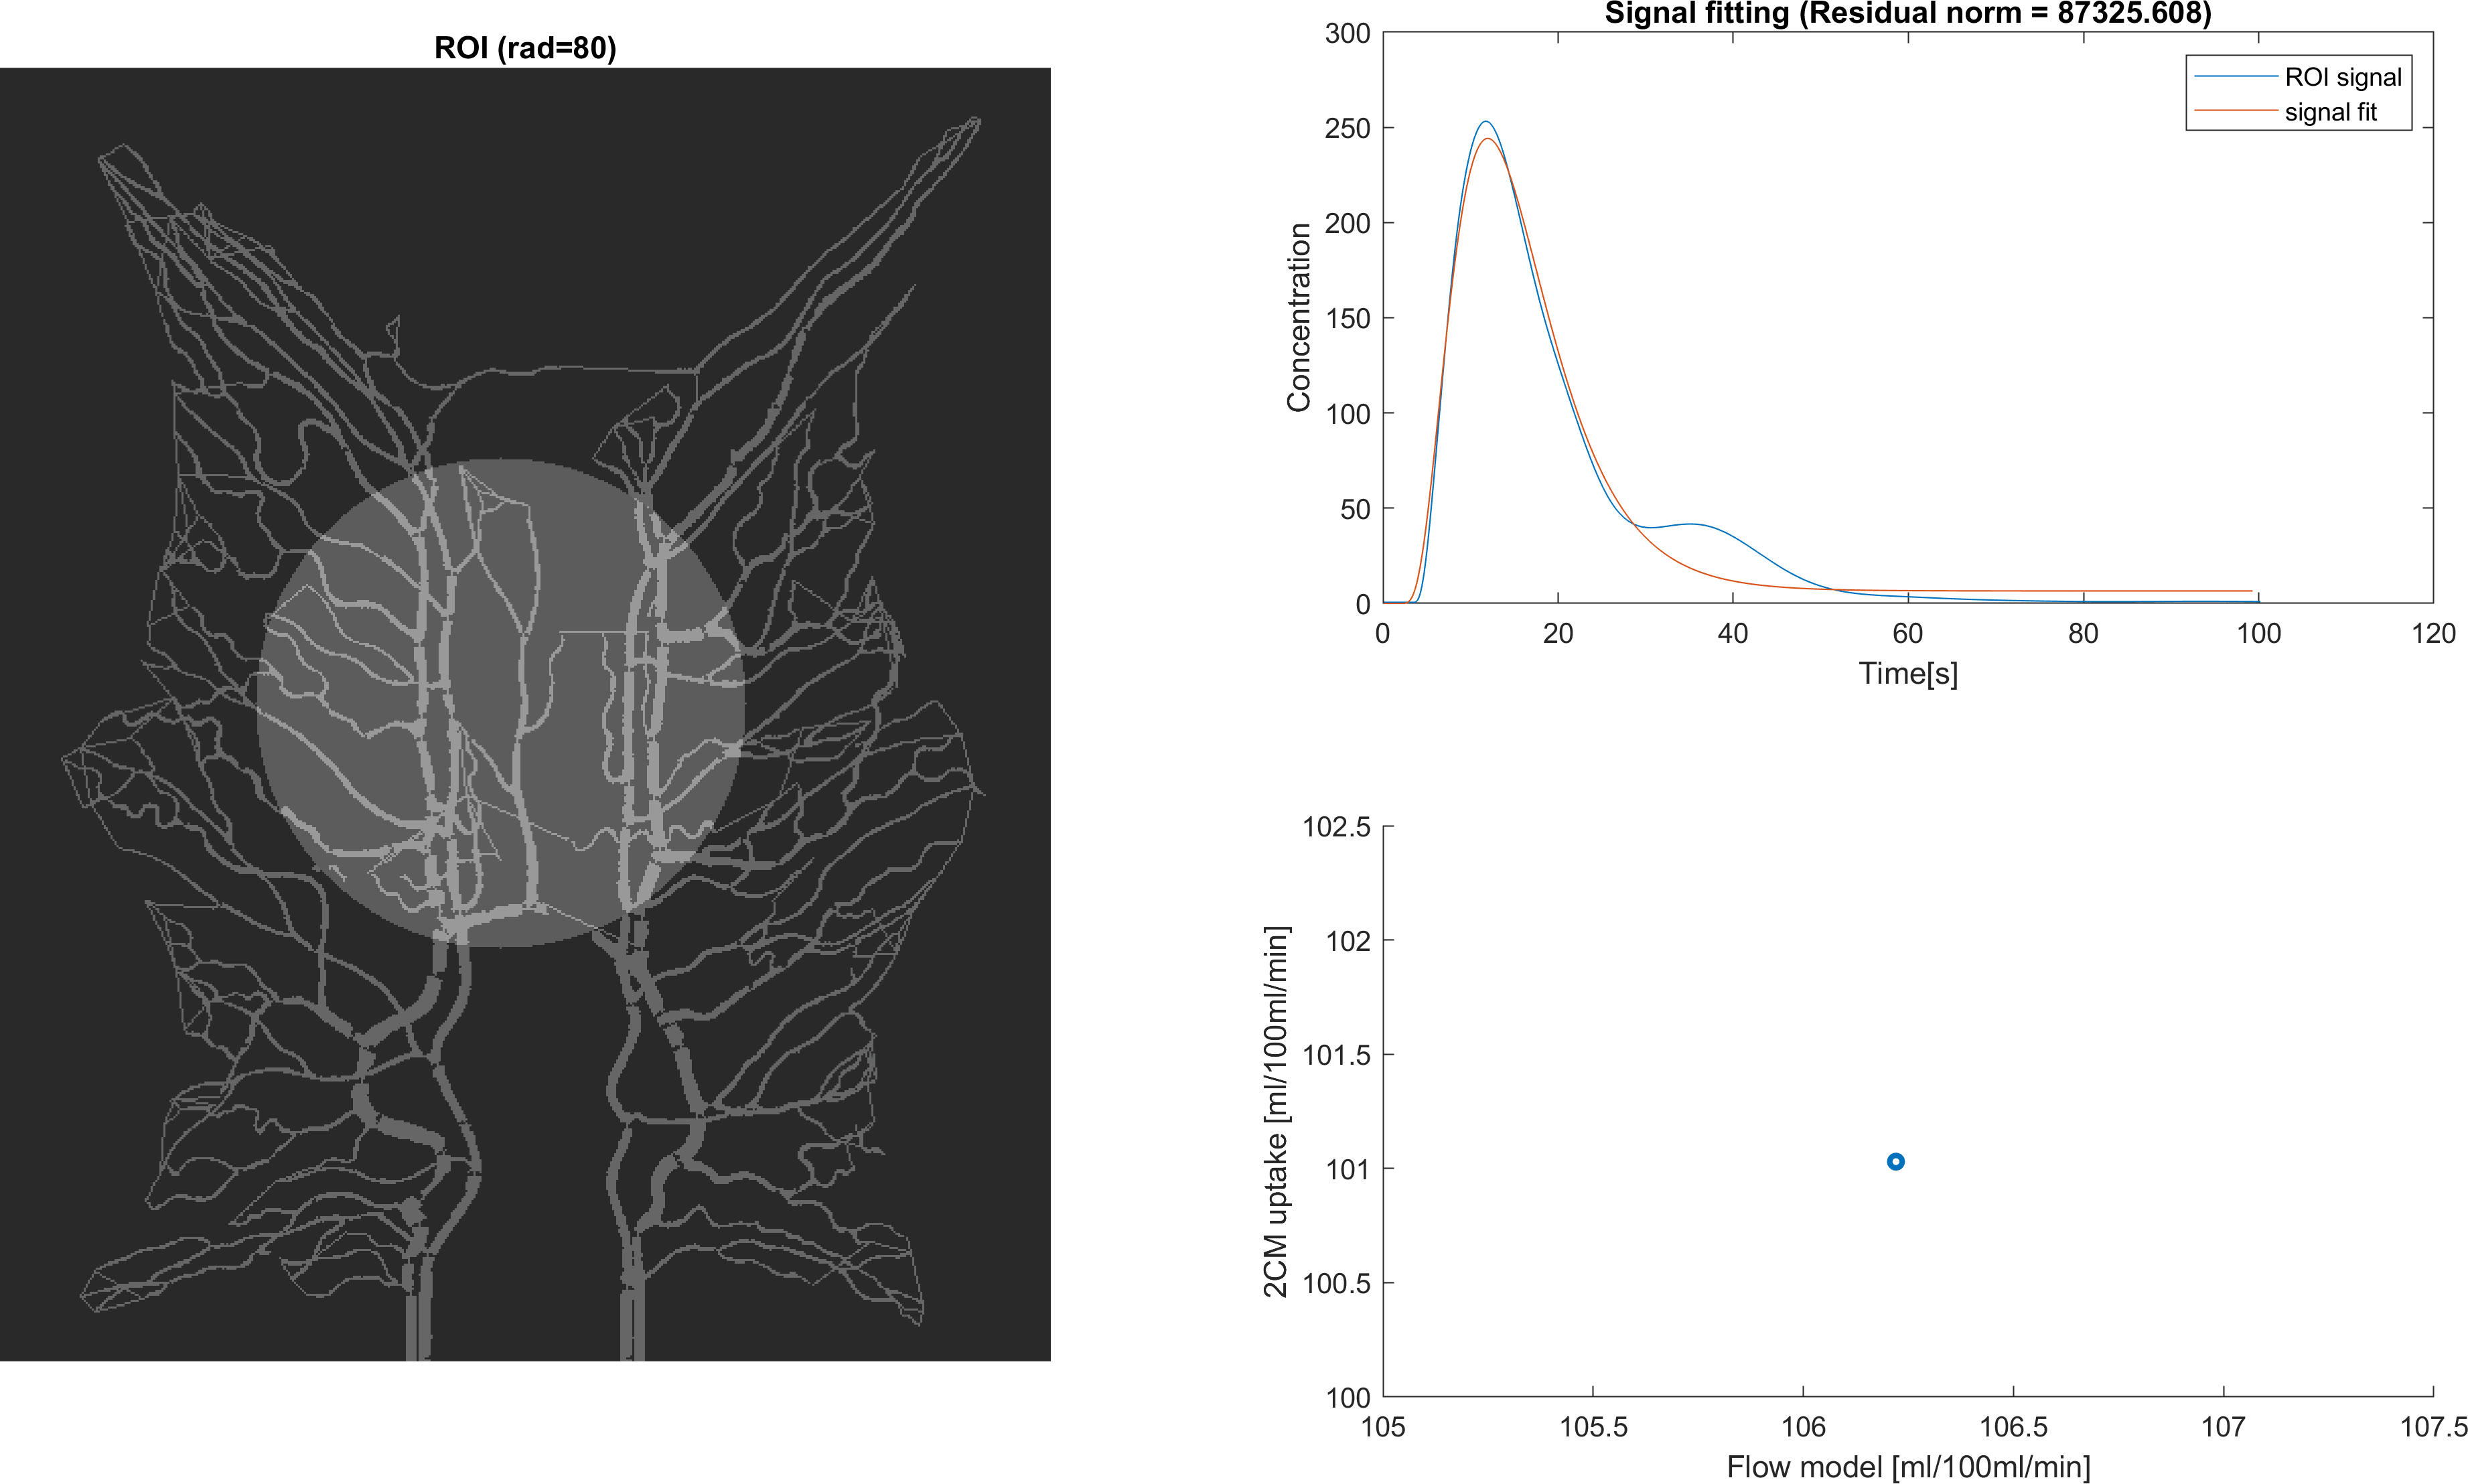 ROI (rad=80)
Signal fitting (Residual norm = 87325.608)
300
250
200
150
100
50
0
Concentration
0 20 40 60 80 100 120
Time[s]
ROI signal
signal fit
102.5
102
101.5
101
100.5
100
2CM uptake [ml/100ml/min]
105 105.5 106 106.5 107 107.5
Flow model [ml/100ml/min]